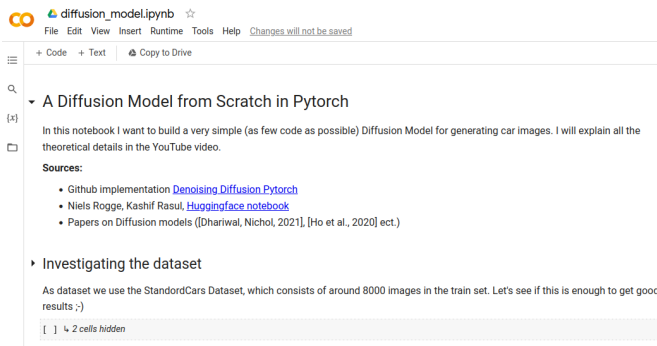 diffusion_model.ipynb
File Edit View Insert Runtime Tools Help Changes will not be saved
+ Code + Text Copy to Drive
A Diffusion Model from Scratch in Pytorch
In this notebook I want to build a very simple (as few code as possible) Diffusion Model for generating car images. I will explain all the
theoretical details in the YouTube video.
Sources:
• Github implementation Denoising Diffusion Pytorch
• Niels Rogge, Kashif Rasul, Huggingface notebook
• Papers on Diffusion models ([Dhariwal, Nichol, 2021], [Ho et al., 2020] ect.)
Investigating the dataset
As dataset we use the StandordCars Dataset, which consists of around 8000 images in the train set. Let's see if this is enough to get good
results ;-)
[ ] ↳ 2 cells hidden
{x}